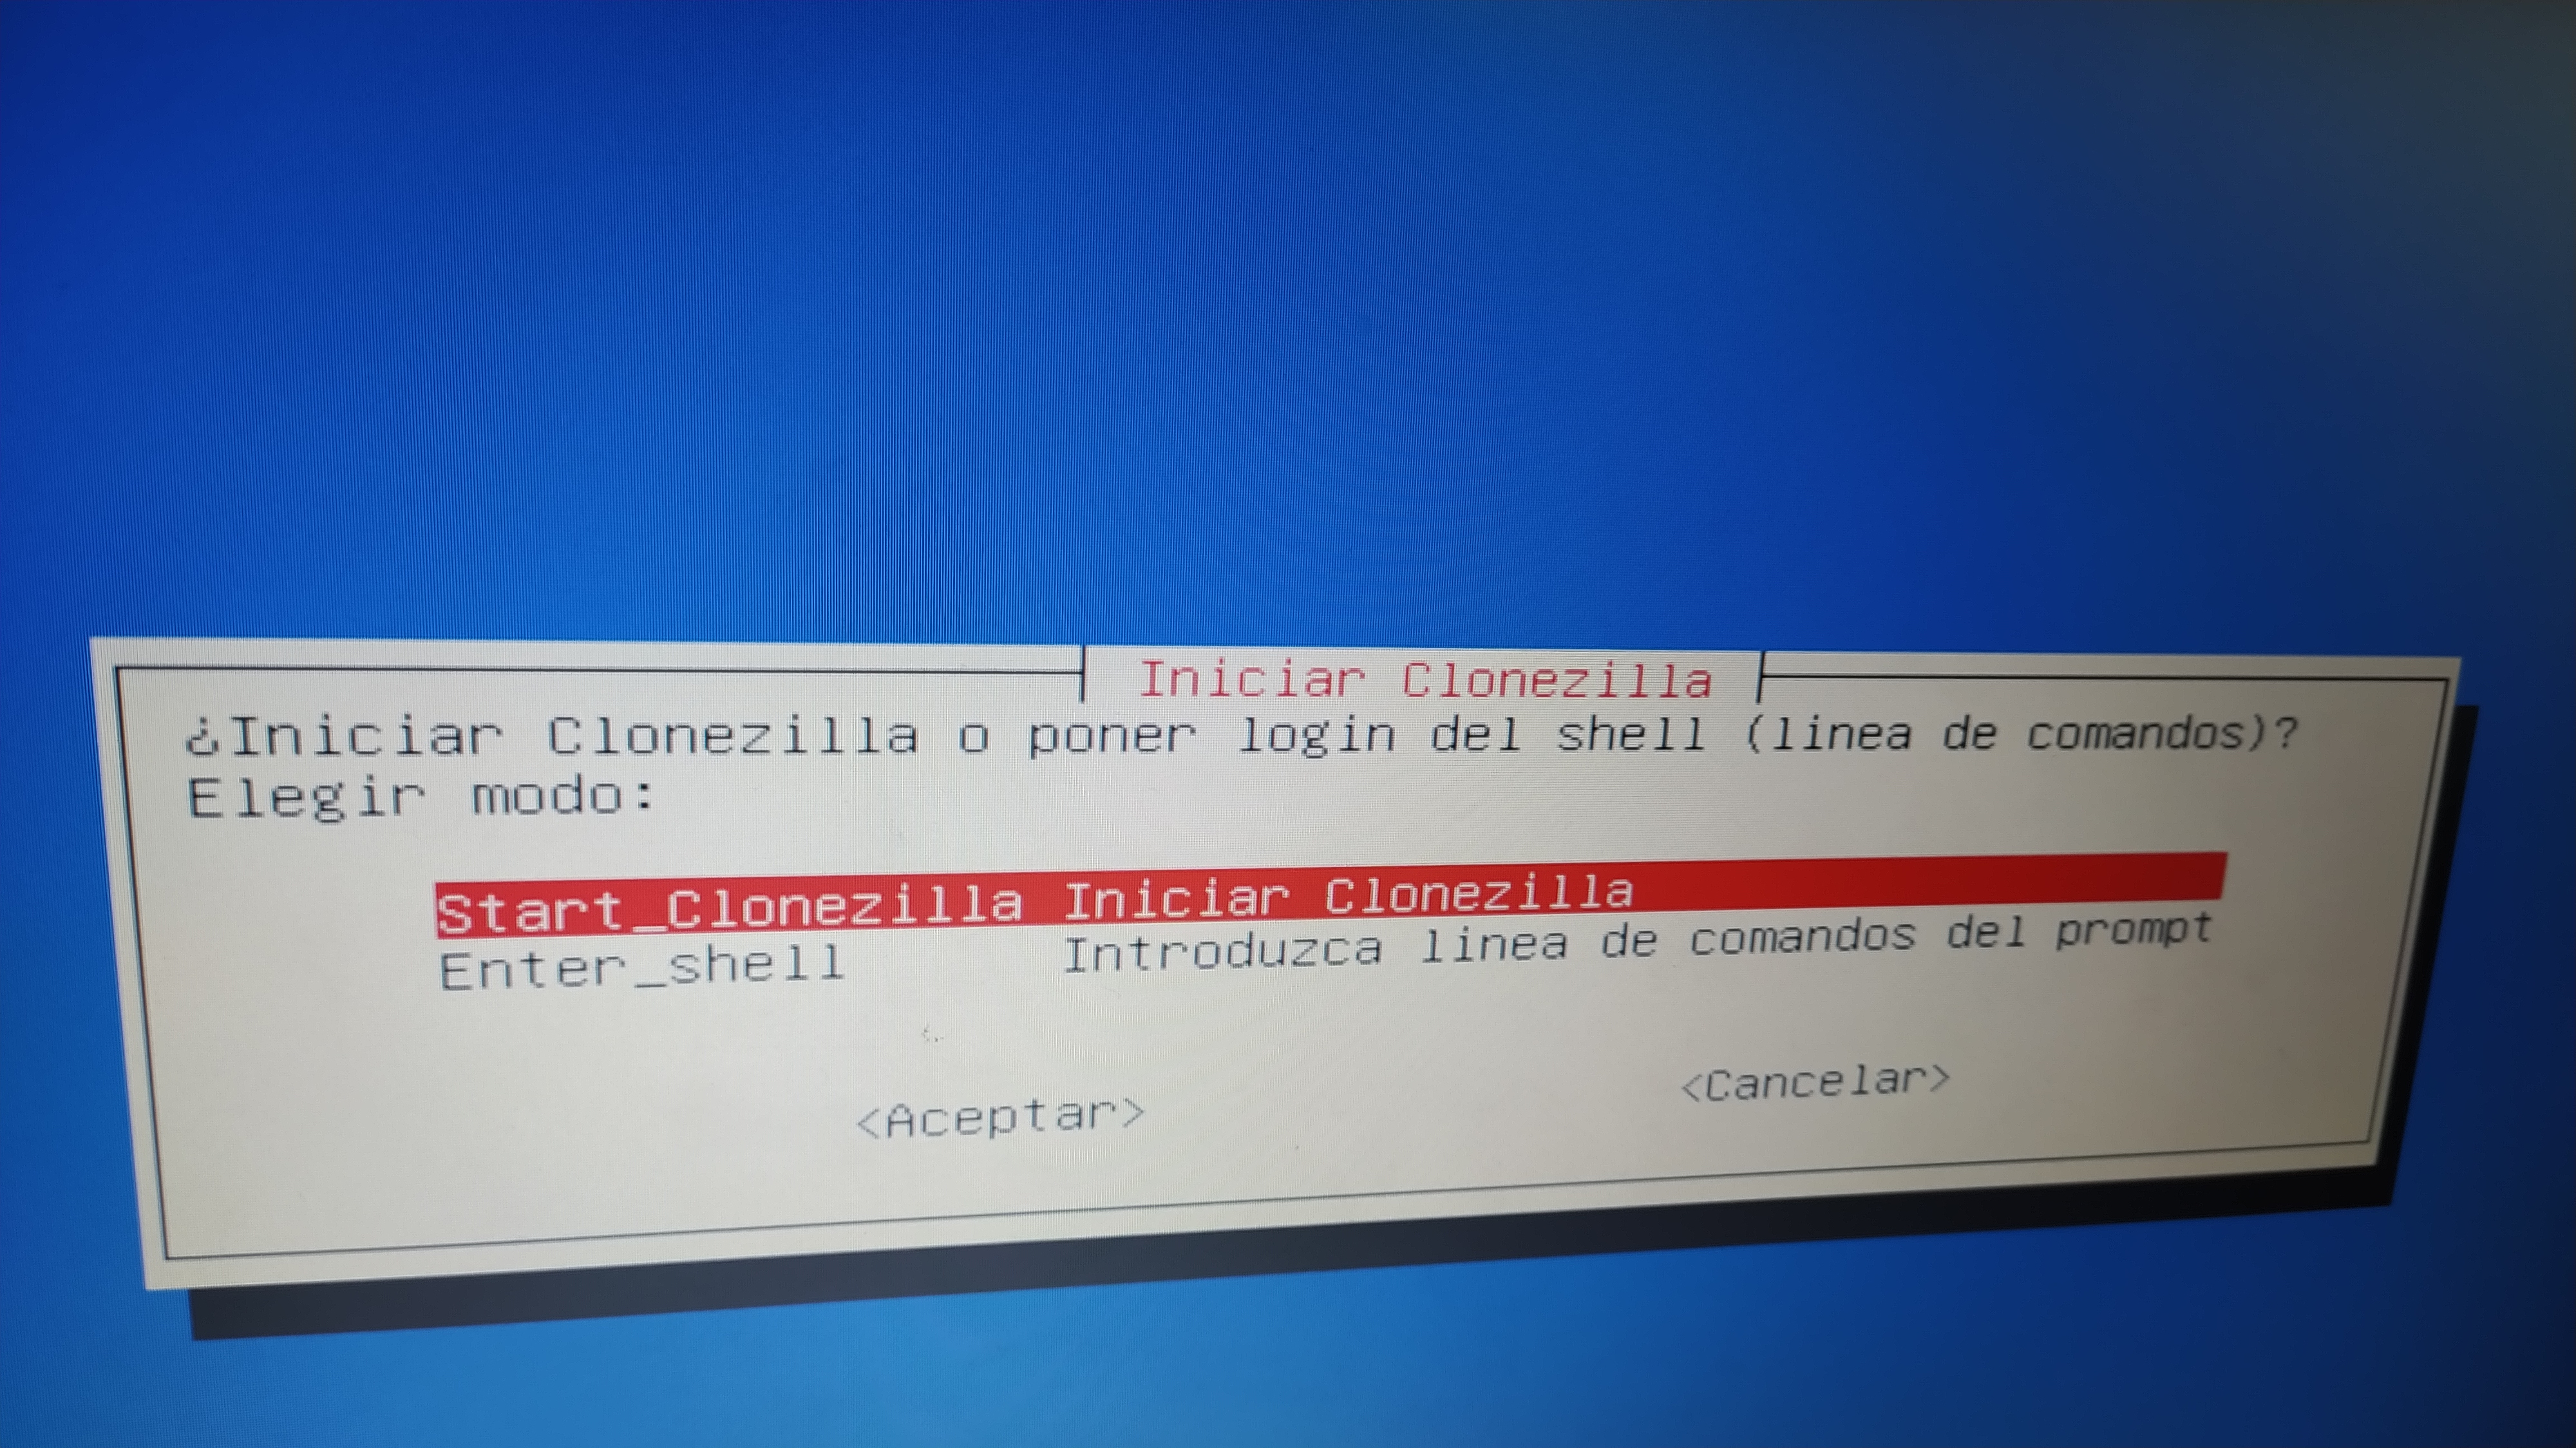 Iniciar Clonezilla
¿Iniciar Clonezilla o poner login del shell (linea de comandos)?
Elegir modo:
Start_Clonezilla Iniciar Clonezilla
Enter_shell Introduzca linea de comandos del prompt
<Aceptar> <Cancelar>